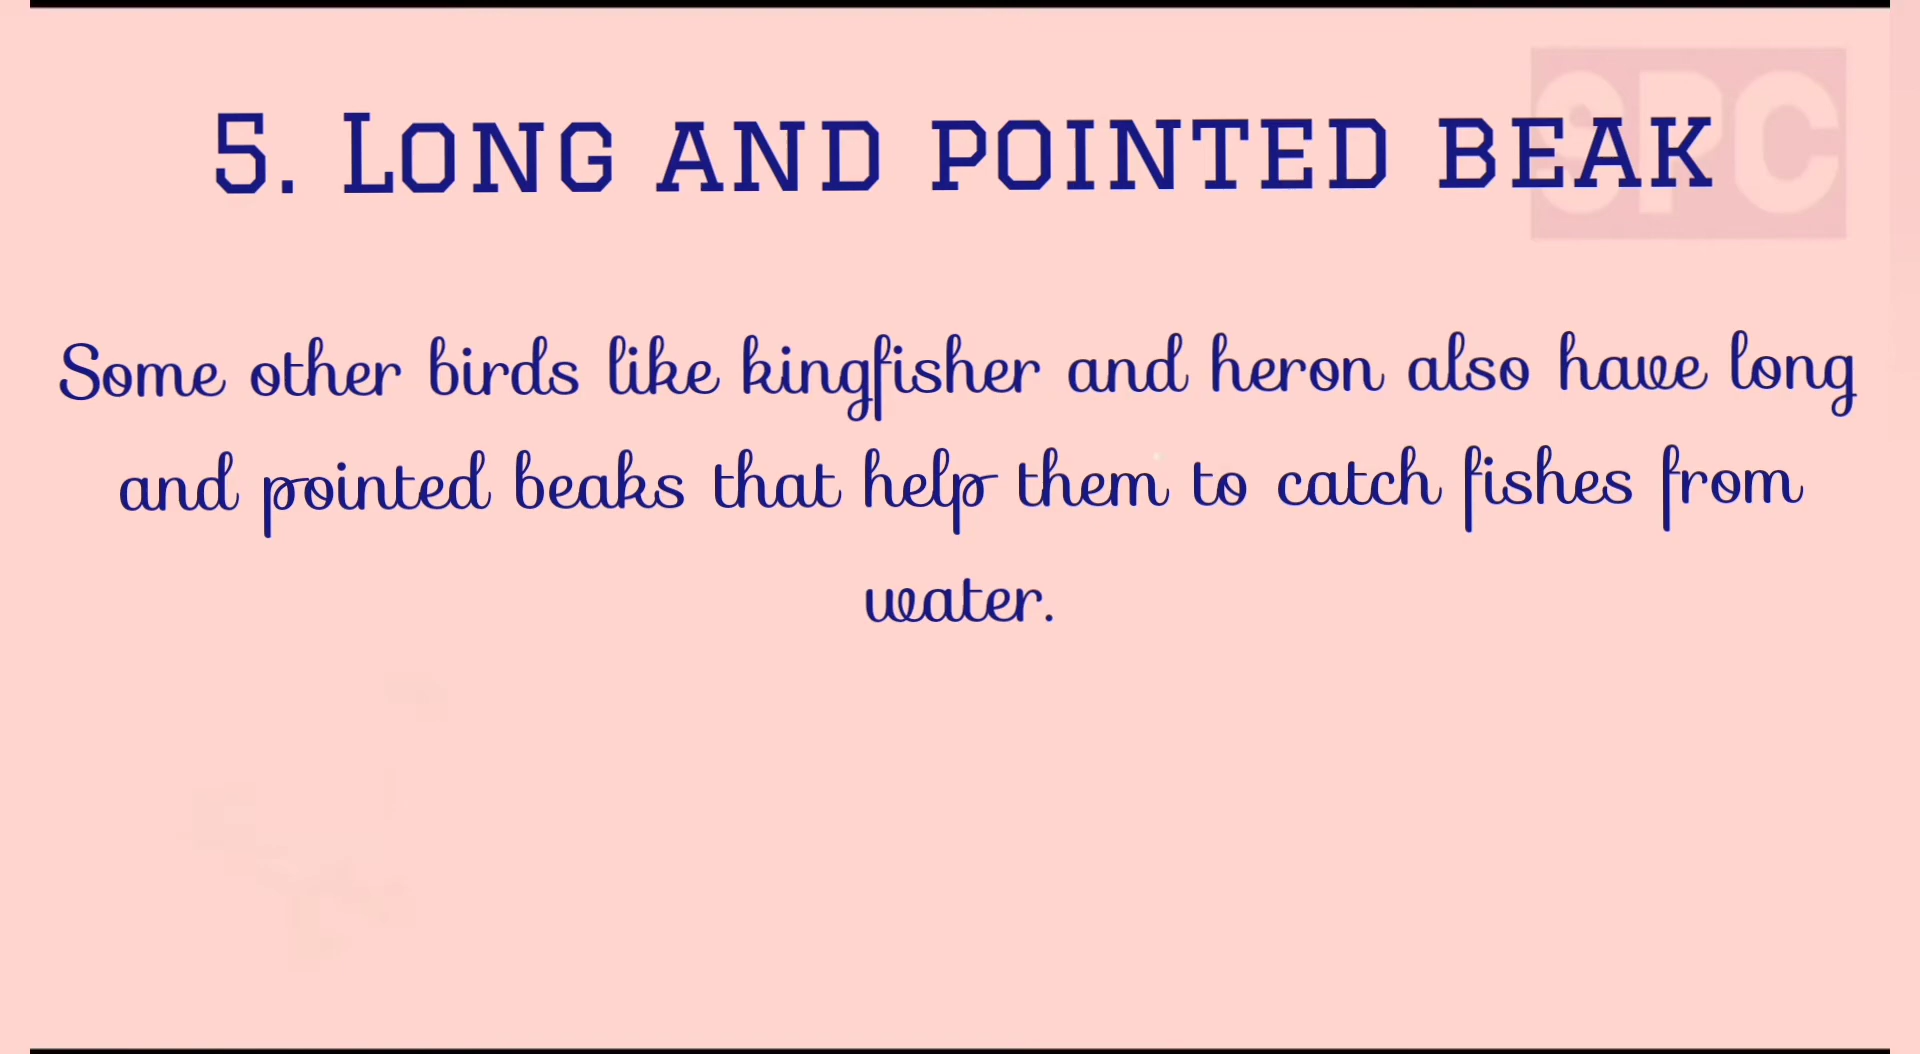 5. Long and pointed beak
SPC
Some other birds like kingfisher and heron also have long
and pointed beaks that help them to catch fishes from
water.